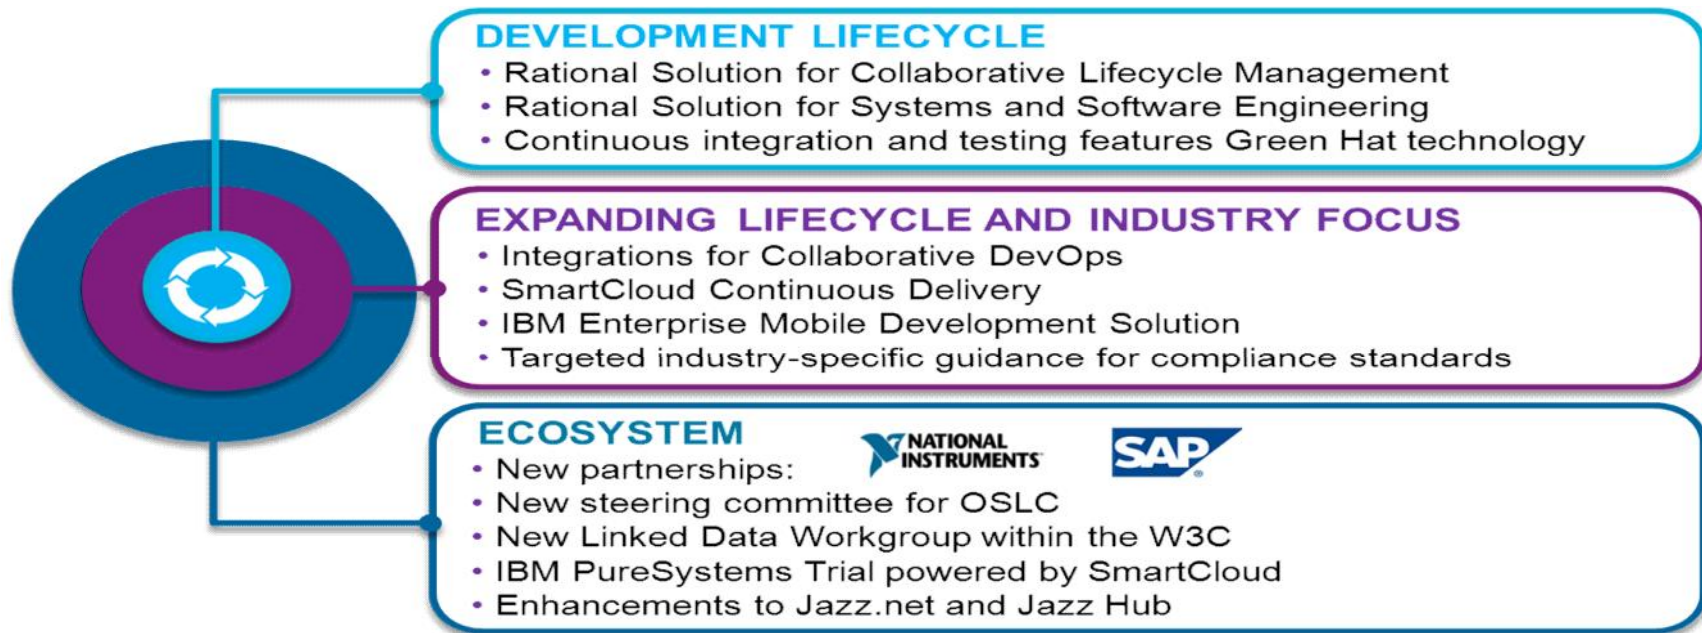 DEVELOPMENT LIFECYCLE
• Rational Solution for Collaborative Lifecycle Management
• Rational Solution for Systems and Software Engineering
• Continuous integration and testing features Green Hat technology
EXPANDING LIFECYCLE AND INDUSTRY FOCUS
• Integrations for Collaborative DevOps
• SmartCloud Continuous Delivery
• IBM Enterprise Mobile Development Solution
• Targeted industry-specific guidance for compliance standards
ECOSYSTEM
• New partnerships:
NATIONAL
INSTRUMENTS
SAP
• New steering committee for OSLC
• New Linked Data Workgroup within the W3C
• IBM PureSystems Trial powered by SmartCloud
• Enhancements to Jazz.net and Jazz Hub